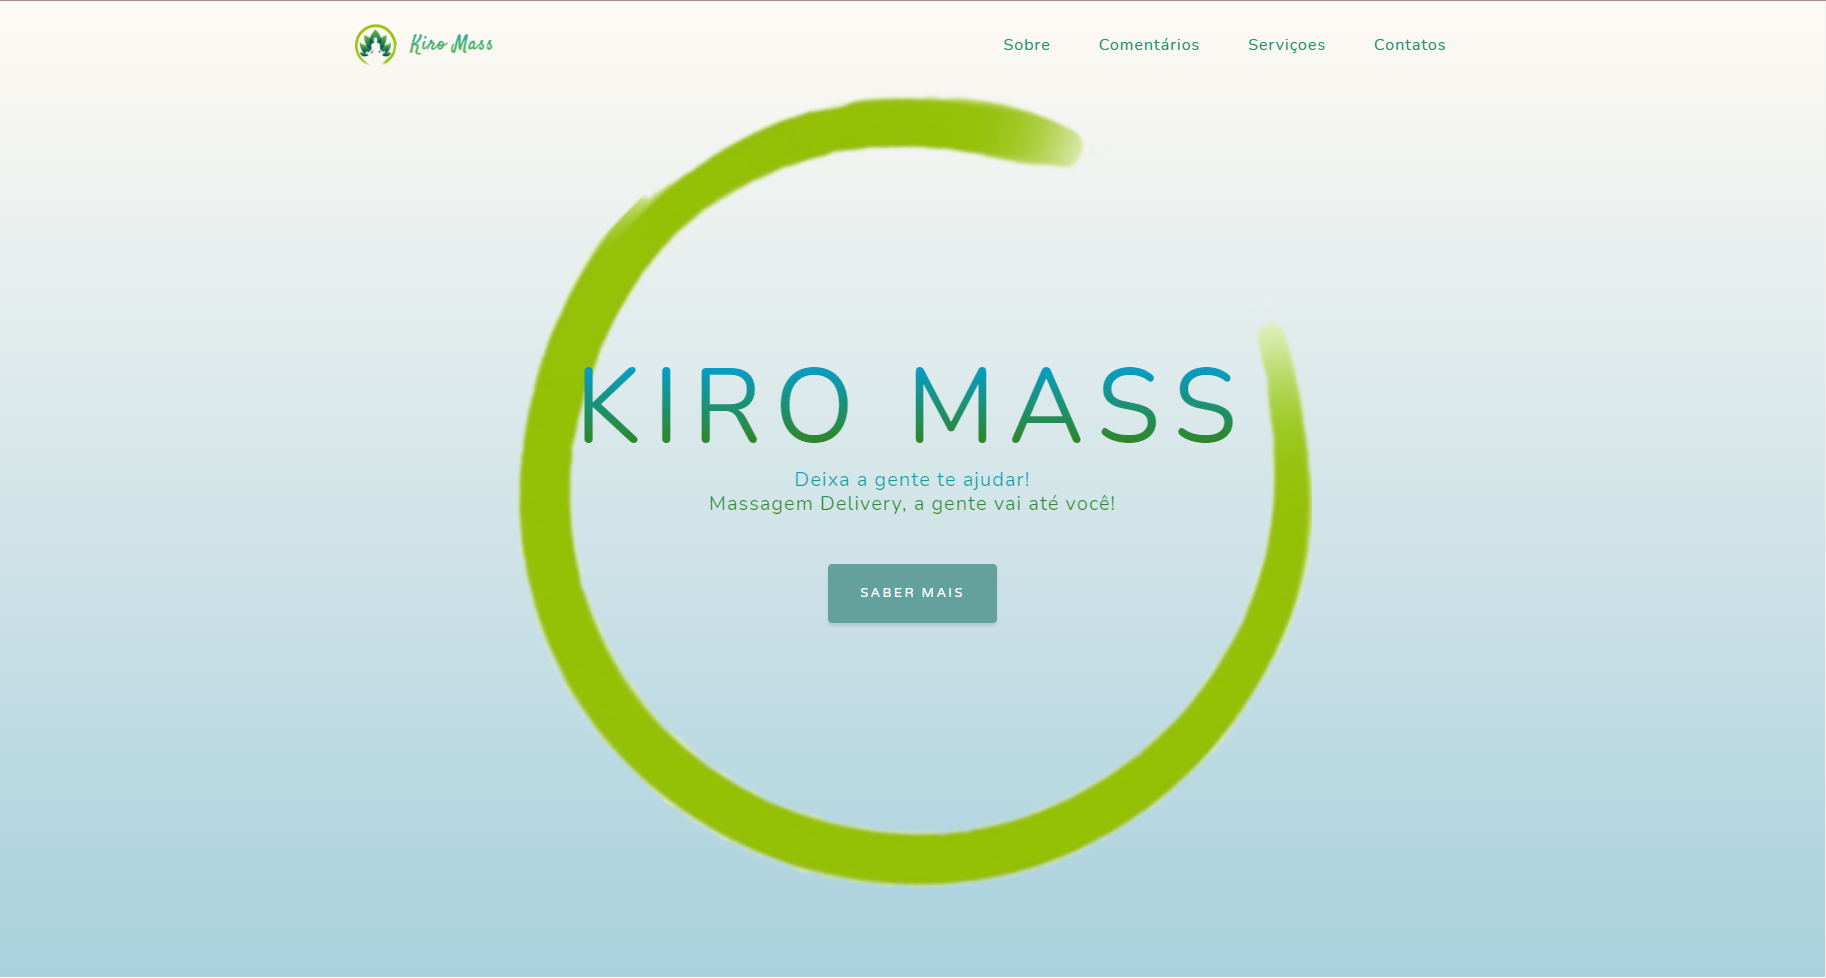 Kiro Mass
Sobre
Comentários
Serviçoes
Contatos
KIRO MASS
Deixa a gente te ajudar!
Massagem Delivery, a gente vai até você!
SABER MAIS